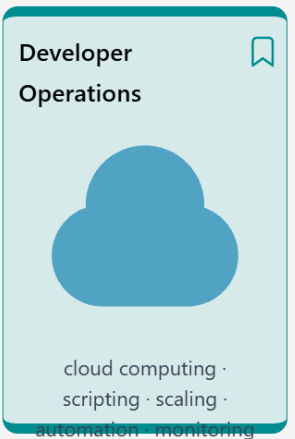 Developer
Operations
cloud computing ·
scripting · scaling ·
automation · monitoring